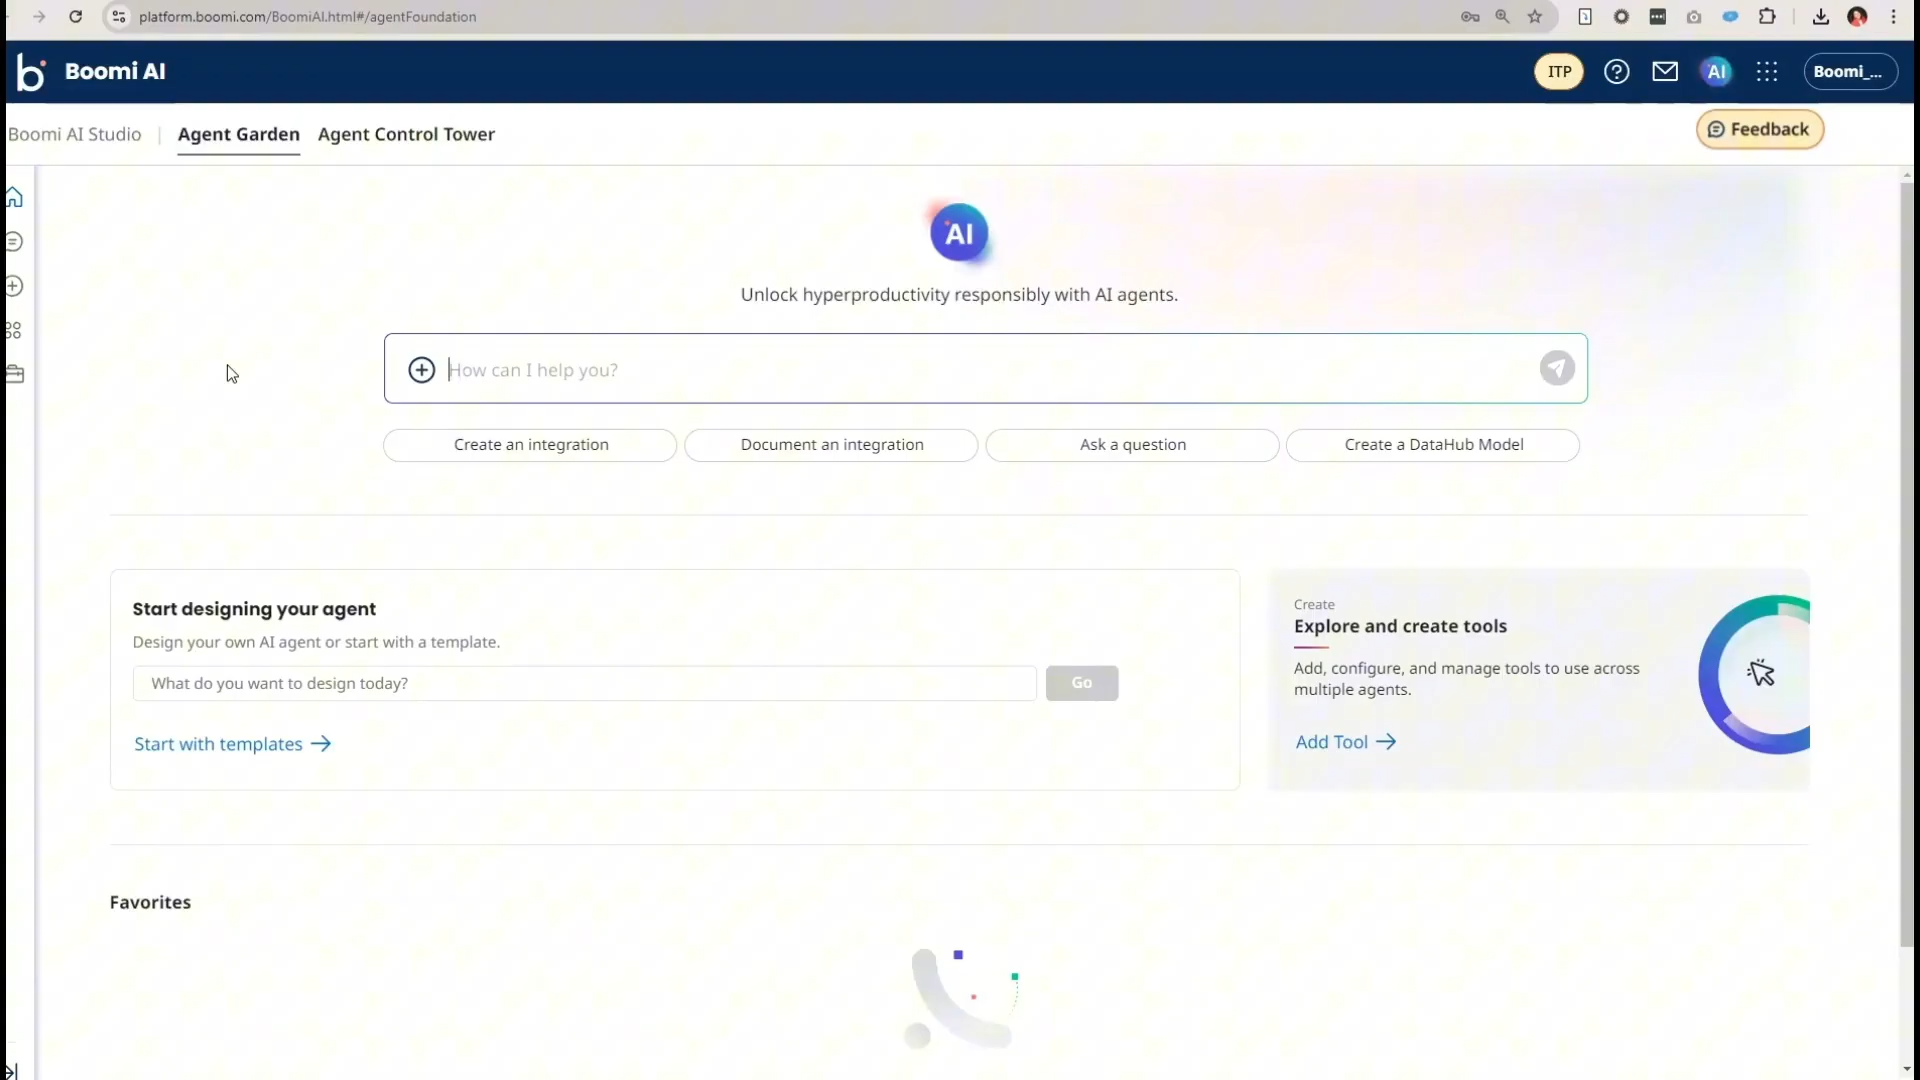 platform.boomi.com/BoomiAI.html#/agentFoundation
b Boomi AI
ITP
AI
Boomi_...
Boomi AI Studio
Agent Garden
Agent Control Tower
Feedback
AI
Unlock hyperproductivity responsibly with AI agents.
How can I help you?
Create an integration
Document an integration
Ask a question
Create a DataHub Model
Start designing your agent
Design your own AI agent or start with a template.
What do you want to design today?
Go
Start with templates
Create
Explore and create tools
Add, configure, and manage tools to use across
multiple agents.
Add Tool
Favorites